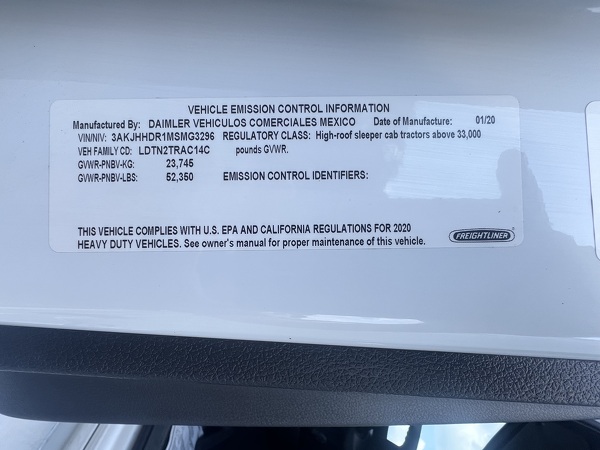 VEHICLE EMISSION CONTROL INFORMATION
Manufactured By: DAIMLER VEHICULOS COMERCIALES MEXICO Date of Manufacture: 01/20
VIN/NIV: 3AKJHHDR1MSMG3296 REGULATORY CLASS: High-roof sleeper cab tractors above 33,000
VEH FAMILY CD: LDTN2TRAC14C pounds GVWR.
GVWR-PNBV-KG: 23,745
GVWR-PNBV-LBS: 52,350 EMISSION CONTROL IDENTIFIERS:
THIS VEHICLE COMPLIES WITH U.S. EPA AND CALIFORNIA REGULATIONS FOR 2020
HEAVY DUTY VEHICLES. See owner's manual for proper maintenance of this vehicle. FREIGHTLINER